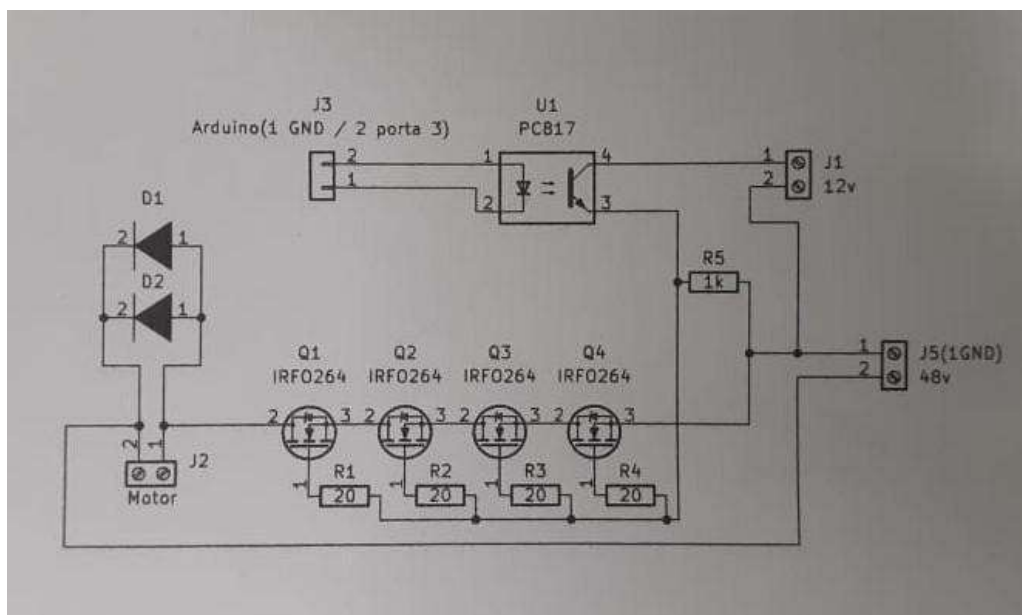 J3
Arduino(1 GND / 2 porta 3)
2
1
U1
PC817
1
2
4
3
1
2
J1
12v
D1
2
1
D2
2
1
R5
1k
Q1
IRFO264
Q2
IRFO264
Q3
IRFO264
Q4
IRFO264
2
3
2
3
2
3
2
3
1
2
J5(1GND)
48v
2
1
J2
Motor
1
R1
20
1
R2
20
1
R3
20
1
R4
20